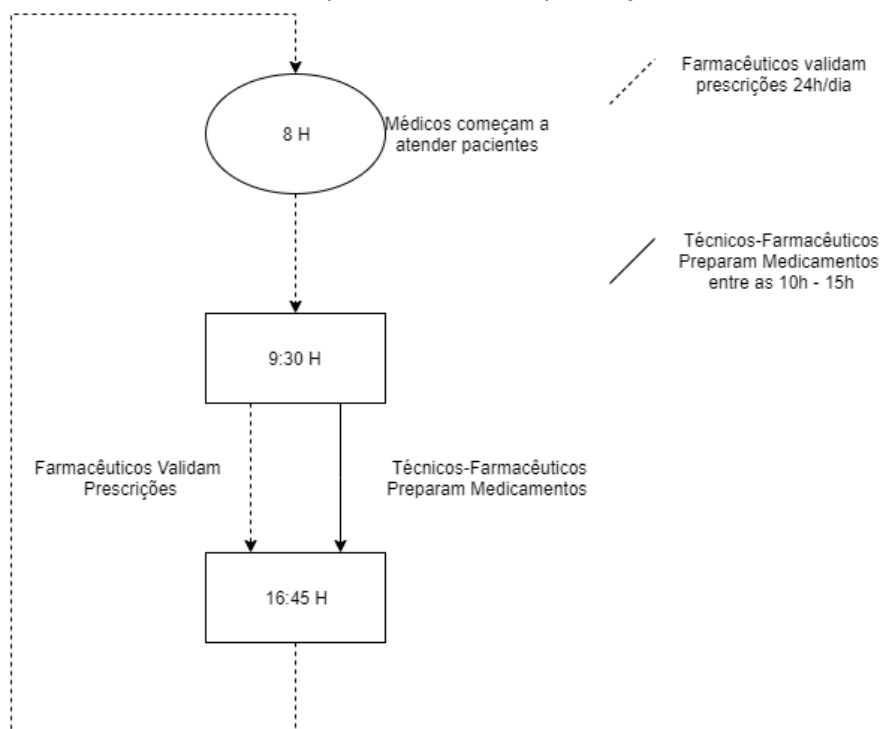 8 H
Médicos começam a
atender pacientes
Farmacêuticos validam
prescrições 24h/dia
Técnicos-Farmacêuticos
Preparam Medicamentos
entre as 10h - 15h
9:30 H
Farmacêuticos Validam
Prescrições
Técnicos-Farmacêuticos
Preparam Medicamentos
16:45 H